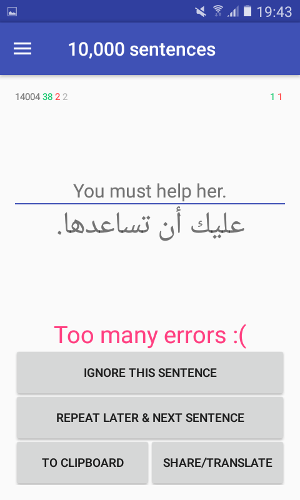 19:43
10,000 sentences
14004 38 2 2 1 1
You must help her.
عليك أن تساعدها.
Too many errors :(
IGNORE THIS SENTENCE
REPEAT LATER & NEXT SENTENCE
TO CLIPBOARD SHARE/TRANSLATE